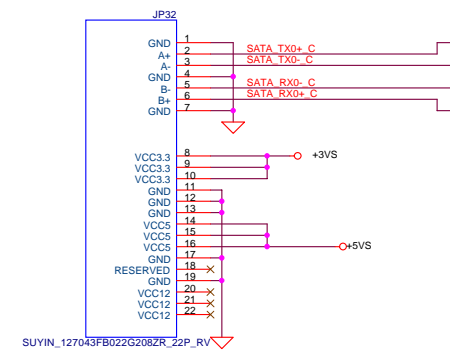 JP32
GND 1
A+ 2 SATA_TX0+_C
A- 3 SATA_TX0-_C
GND 4
B- 5 SATA_RX0-_C
B+ 6 SATA_RX0+_C
GND 7
VCC3.3 8 +3VS
VCC3.3 9
VCC3.3 10
GND 11
GND 12
GND 13
VCC5 14
VCC5 15
VCC5 16 +5VS
GND 17
RESERVED 18
GND 19
VCC12 20
VCC12 21
VCC12 22
SUYIN_127043FB022G208ZR_22P_RV